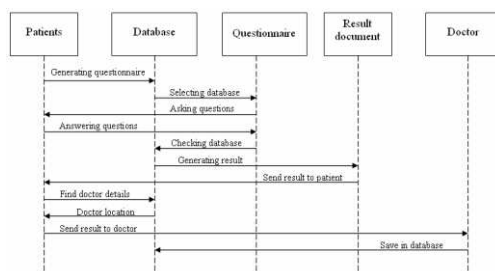 Patients
Database
Questionnaire
Result
document
Doctor
Generating questionnaire
Selecting database
Asking questions
Answering questions
Checking database
Generating result
Send result to patient
Find doctor details
Doctor location
Send result to doctor
Save in database